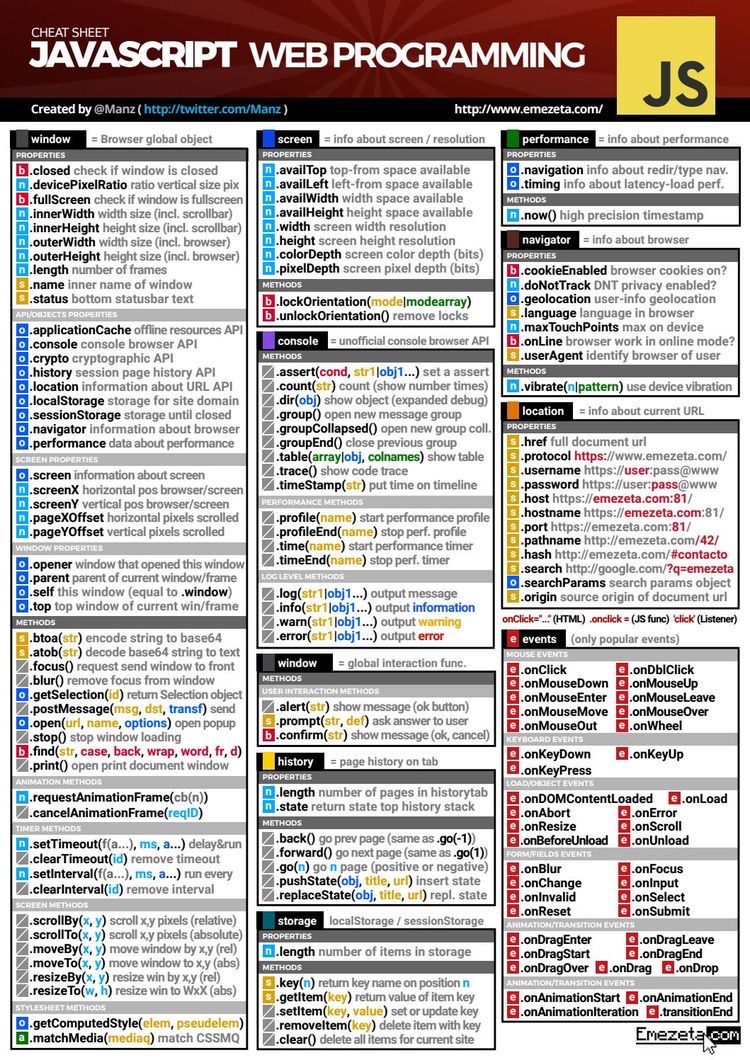 CHEAT SHEET
JAVASCRIPT WEB PROGRAMMING
JS
Created by @Manz ( http://twitter.com/Manz )
http://www.emezeta.com/
window = Browser global object
PROPERTIES
b .closed check if window is closed
n .devicePixelRatio ratio vertical size pix
b .fullScreen check if window is fullscreen
n .innerWidth width size (incl. scrollbar)
n .innerHeight height size (incl. scrollbar)
n .outerWidth width size (incl. browser)
n .outerHeight height size (incl. browser)
n .length number of frames
s .name inner name of window
s .status bottom statusbar text
API/OBJECTS PROPERTIES
o .applicationCache offline resources API
o .console console browser API
o .crypto cryptographic API
o .history session page history API
o .location information about URL API
o .localStorage storage for site domain
o .sessionStorage storage until closed
o .navigator information about browser
o .performance data about performance
SCREEN PROPERTIES
o .screen information about screen
n .screenX horizontal pos browser/screen
n .screenY vertical pos browser/screen
n .pageXOffset horizontal pixels scrolled
n .pageYOffset vertical pixels scrolled
WINDOW PROPERTIES
o .opener window that opened this window
o .parent parent of current window/frame
o .self this window (equal to .window)
o .top top window of current win/frame
METHODS
s .btoa(str) encode string to base64
s .atob(str) decode base64 string to text
.focus() request send window to front
.blur() remove focus from window
o .getSelection(id) return Selection object
.postMessage(msg, dst, transf) send
o .open(url, name, options) open popup
.stop() stop window loading
b .find(str, case, back, wrap, word, fr, d)
.print() open print document window
ANIMATION METHODS
n .requestAnimationFrame(cb(n))
.cancelAnimationFrame(reqID)
TIMER METHODS
n .setTimeout(f(a...), ms, a...) delay&run
.clearTimeout(id) remove timeout
n .setInterval(f(a...), ms, a...) run every
.clearInterval(id) remove interval
SCREEN METHODS
.scrollBy(x, y) scroll x,y pixels (relative)
.scrollTo(x, y) scroll x,y pixels (absolute)
.moveBy(x, y) move window by x,y (rel)
.moveTo(x, y) move window to x,y (abs)
.resizeBy(x, y) resize win by x,y (rel)
.resizeTo(w, h) resize win to WxX (abs)
STYLESHEET METHODS
o .getComputedStyle(elem, pseudelem)
a .matchMedia(mediaq) match CSSMQ
screen = info about screen / resolution
PROPERTIES
n .availTop top-from space available
n .availLeft left-from space available
n .availWidth width space available
n .availHeight height space available
n .width screen width resolution
n .height screen height resolution
n .colorDepth screen color depth (bits)
n .pixelDepth screen pixel depth (bits)
METHODS
b .lockOrientation(mode|modearray)
b .unlockOrientation() remove locks
console = unofficial console browser API
METHODS
.assert(cond, str1|obj1...) set a assert
.count(str) count (show number times)
.dir(obj) show object (expanded debug)
.group() open new message group
.groupCollapsed() open new group coll.
.groupEnd() close previous group
.table(array|obj, colnames) show table
.trace() show code trace
.timeStamp(str) put time on timeline
PERFORMANCE METHODS
.profile(name) start performance profile
.profileEnd(name) stop perf. profile
.time(name) start performance timer
.timeEnd(name) stop perf. timer
LOG LEVEL METHODS
.log(str1|obj1...) output message
.info(str1|obj1...) output information
.warn(str1|obj1...) output warning
.error(str1|obj1...) output error
window = global interaction func.
METHODS
USER INTERACTION METHODS
.alert(str) show message (ok button)
s .prompt(str, def) ask answer to user
b .confirm(str) show message (ok, cancel)
history = page history on tab
PROPERTIES
n .length number of pages in historytab
n .state return state top history stack
METHODS
.back() go prev page (same as .go(-1))
.forward() go next page (same as .go(1))
.go(n) go n page (positive or negative)
.pushState(obj, title, url) insert state
.replaceState(obj, title, url) repl. state
storage localStorage / sessionStorage
PROPERTIES
n .length number of items in storage
METHODS
s .key(n) return key name on position n
s .getItem(key) return value of item key
.setItem(key, value) set or update key
.removeItem(key) delete item with key
.clear() delete all items for current site
performance = info about performance
PROPERTIES
o .navigation info about redir/type nav.
o .timing info about latency-load perf.
METHODS
n .now() high precision timestamp
navigator = info about browser
PROPERTIES
b .cookieEnabled browser cookies on?
n .doNotTrack DNT privacy enabled?
o .geolocation user-info geolocation
s .language language in browser
n .maxTouchPoints max on device
b .onLine browser work in online mode?
s .userAgent identify browser of user
METHODS
n .vibrate(n|pattern) use device vibration
location = info about current URL
PROPERTIES
s .href full document url
s .protocol https://www.emezeta.com/
s .username https://user:pass@www
s .password https://user:pass@www
s .host https://emezeta.com:81/
s .hostname https://emezeta.com:81/
s .port https://emezeta.com:81/
s .pathname http://emezeta.com/42/
s .hash http://emezeta.com/#contacto
s .search http://google.com/?q=emezeta
o .searchParams search params object
s .origin source origin of document url
onClick="..." (HTML) .onclick = (JS func) 'click' (Listener)
e events (only popular events)
MOUSE EVENTS
e .onClick e .onDblClick
e .onMouseDown e .onMouseUp
e .onMouseEnter e .onMouseLeave
e .onMouseMove e .onMouseOver
e .onMouseOut e .onWheel
KEYBOARD EVENTS
e .onKeyDown e .onKeyUp
e .onKeyPress
LOAD/OBJECT EVENTS
e .onDOMContentLoaded e .onLoad
e .onAbort e .onError
e .onResize e .onScroll
e .onBeforeUnload e .onUnload
FORM/FIELDS EVENTS
e .onBlur e .onFocus
e .onChange e .onInput
e .onInvalid e .onSelect
e .onReset e .onSubmit
ANIMATION/TRANSITION EVENTS
e .onDragEnter e .onDragLeave
e .onDragStart e .onDragEnd
e .onDragOver e .onDrag e .onDrop
ANIMATION/TRANSITION EVENTS
e .onAnimationStart e .onAnimationEnd
e .onAnimationIteration e .transitionEnd
Emezeta.com